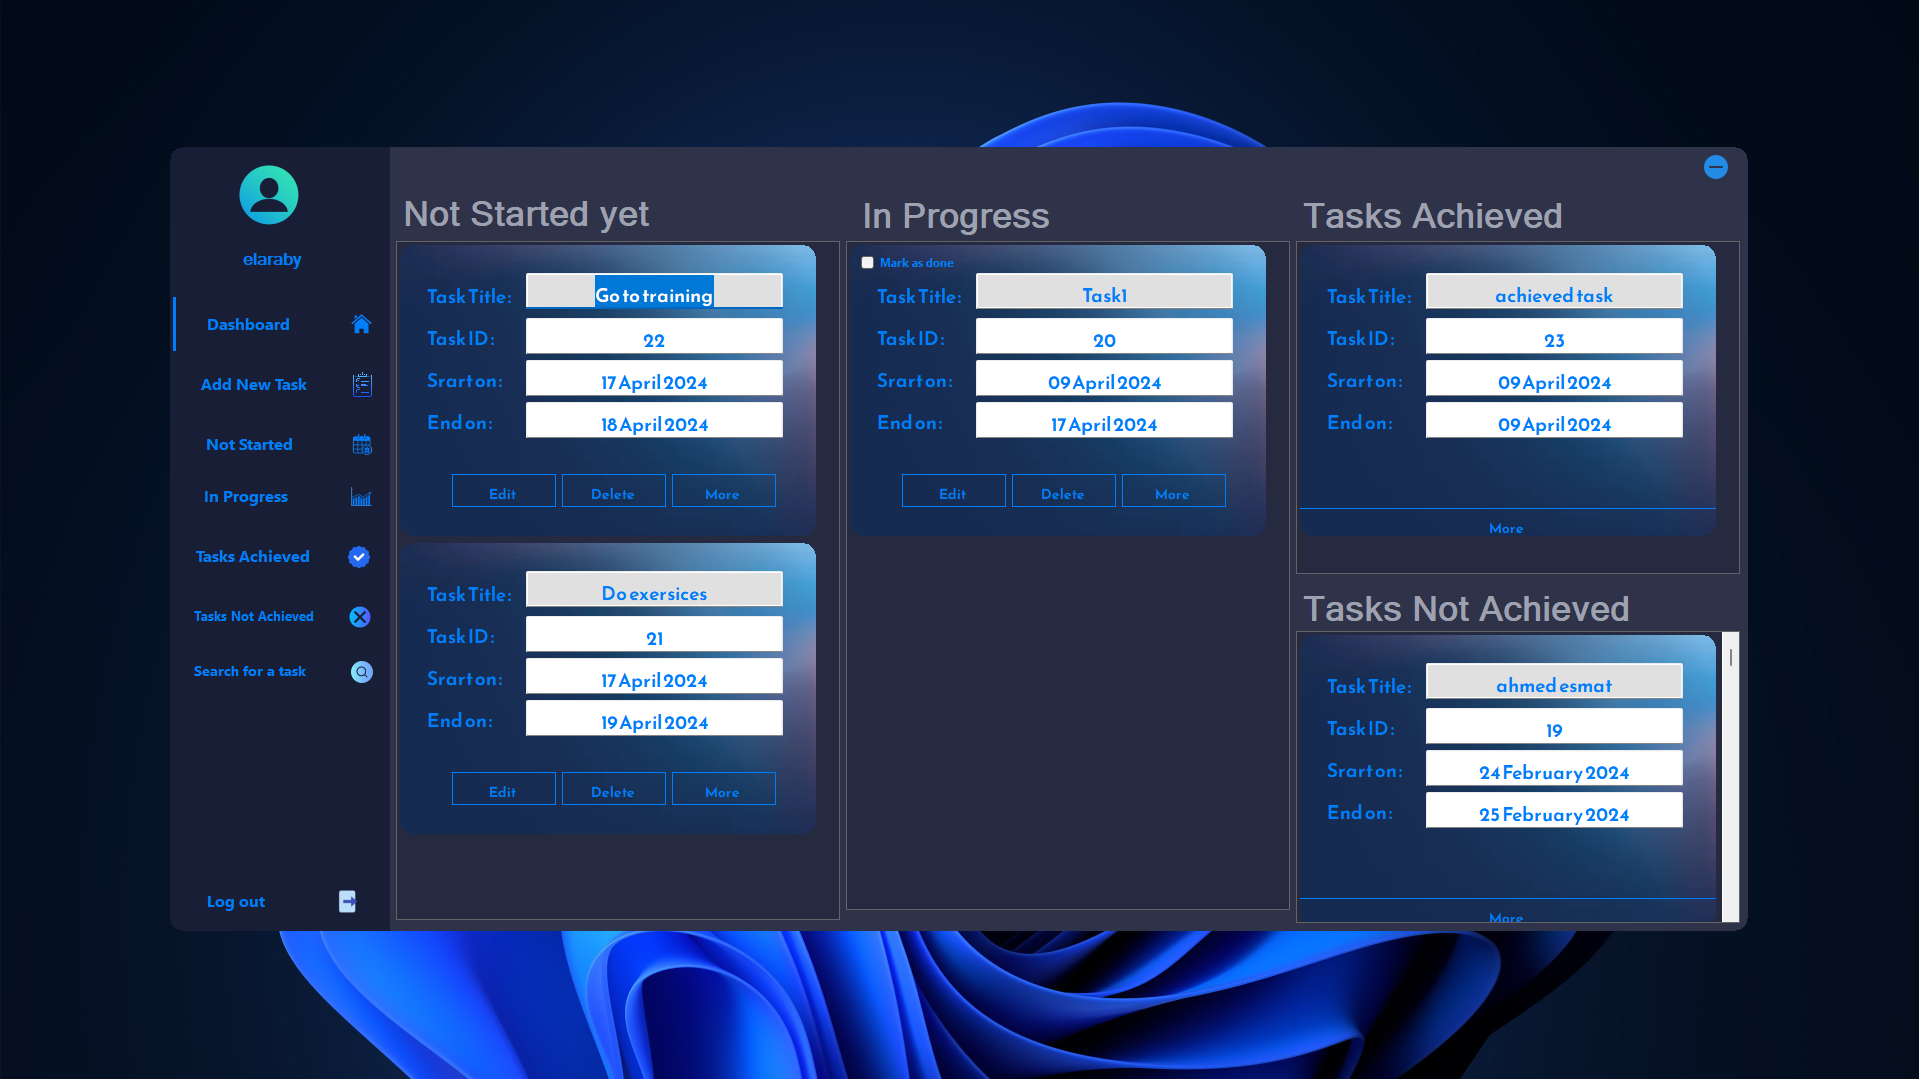 elaraby
Dashboard
Add New Task
Not Started
In Progress
Tasks Achieved
Tasks Not Achieved
Search for a task
Log out
Not Started yet
Task Title: Go to training
Task ID: 22
Srart on: 17 April 2024
End on: 18 April 2024
Edit Delete More
Task Title: Do exersices
Task ID: 21
Srart on: 17 April 2024
End on: 19 April 2024
Edit Delete More
In Progress
Mark as done
Task Title: Task1
Task ID: 20
Srart on: 09 April 2024
End on: 17 April 2024
Edit Delete More
Tasks Achieved
Task Title: achieved task
Task ID: 23
Srart on: 09 April 2024
End on: 09 April 2024
More
Tasks Not Achieved
Task Title: ahmed esmat
Task ID: 19
Srart on: 24 February 2024
End on: 25 February 2024
More